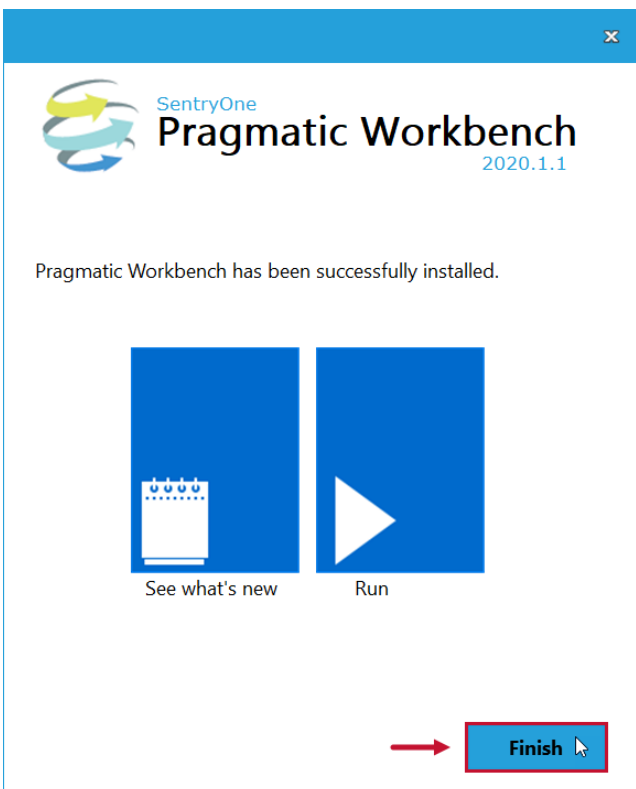 SentryOne
Pragmatic Workbench
2020.1.1
Pragmatic Workbench has been successfully installed.
See what's new
Run
Finish